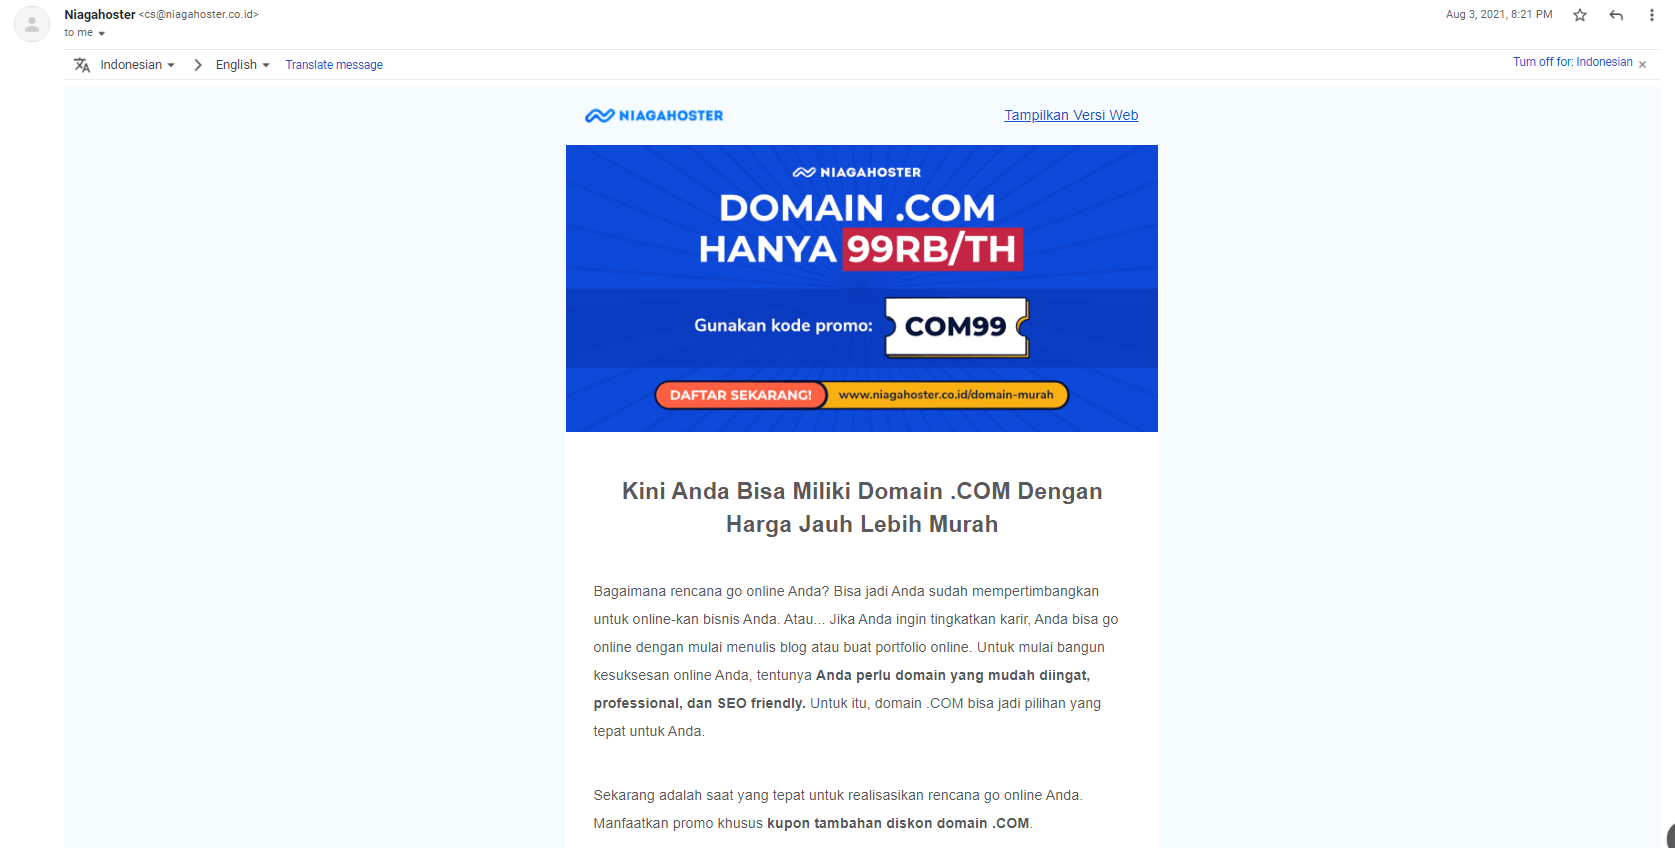 Niagahoster <cs@niagahoster.co.id>
Aug 3, 2021, 8:21 PM
to me
Indonesian
English
Translate message
Turn off for: Indonesian
NIAGAHOSTER
Tampilkan Versi Web
NIAGAHOSTER
DOMAIN .COM
HANYA 99RB/TH
Gunakan kode promo: COM99
DAFTAR SEKARANG! www.niagahoster.co.id/domain-murah
Kini Anda Bisa Miliki Domain .COM Dengan
Harga Jauh Lebih Murah
Bagaimana rencana go online Anda? Bisa jadi Anda sudah mempertimbangkan
untuk online-kan bisnis Anda. Atau... Jika Anda ingin tingkatkan karir, Anda bisa go
online dengan mulai menulis blog atau buat portfolio online. Untuk mulai bangun
kesuksesan online Anda, tentunya Anda perlu domain yang mudah diingat,
professional, dan SEO friendly. Untuk itu, domain .COM bisa jadi pilihan yang
tepat untuk Anda.
Sekarang adalah saat yang tepat untuk realisasikan rencana go online Anda.
Manfaatkan promo khusus kupon tambahan diskon domain .COM.